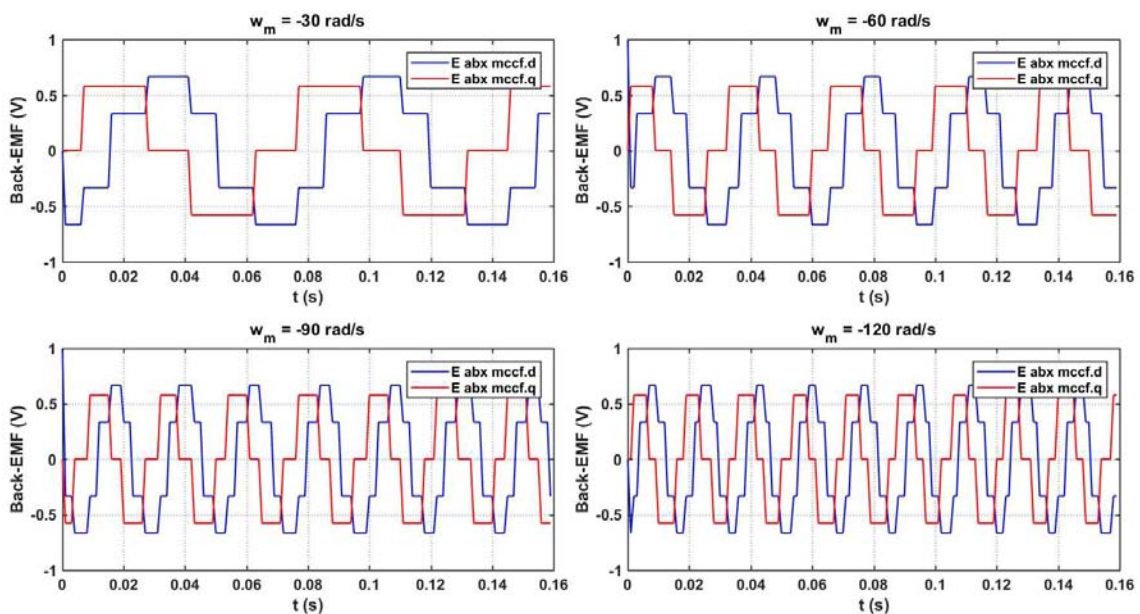 w_m = -30 rad/s
1
0.5
0
-0.5
-1
Back-EMF (V)
E abx mccf.d
E abx mccf.q
0 0.02 0.04 0.06 0.08 0.1 0.12 0.14 0.16
t (s)
w_m = -60 rad/s
1
0.5
0
-0.5
-1
Back-EMF (V)
E abx mccf.d
E abx mccf.q
0 0.02 0.04 0.06 0.08 0.1 0.12 0.14 0.16
t (s)
w_m = -90 rad/s
1
0.5
0
-0.5
-1
Back-EMF (V)
E abx mccf.d
E abx mccf.q
0 0.02 0.04 0.06 0.08 0.1 0.12 0.14 0.16
t (s)
w_m = -120 rad/s
1
0.5
0
-0.5
-1
Back-EMF (V)
E abx mccf.d
E abx mccf.q
0 0.02 0.04 0.06 0.08 0.1 0.12 0.14 0.16
t (s)